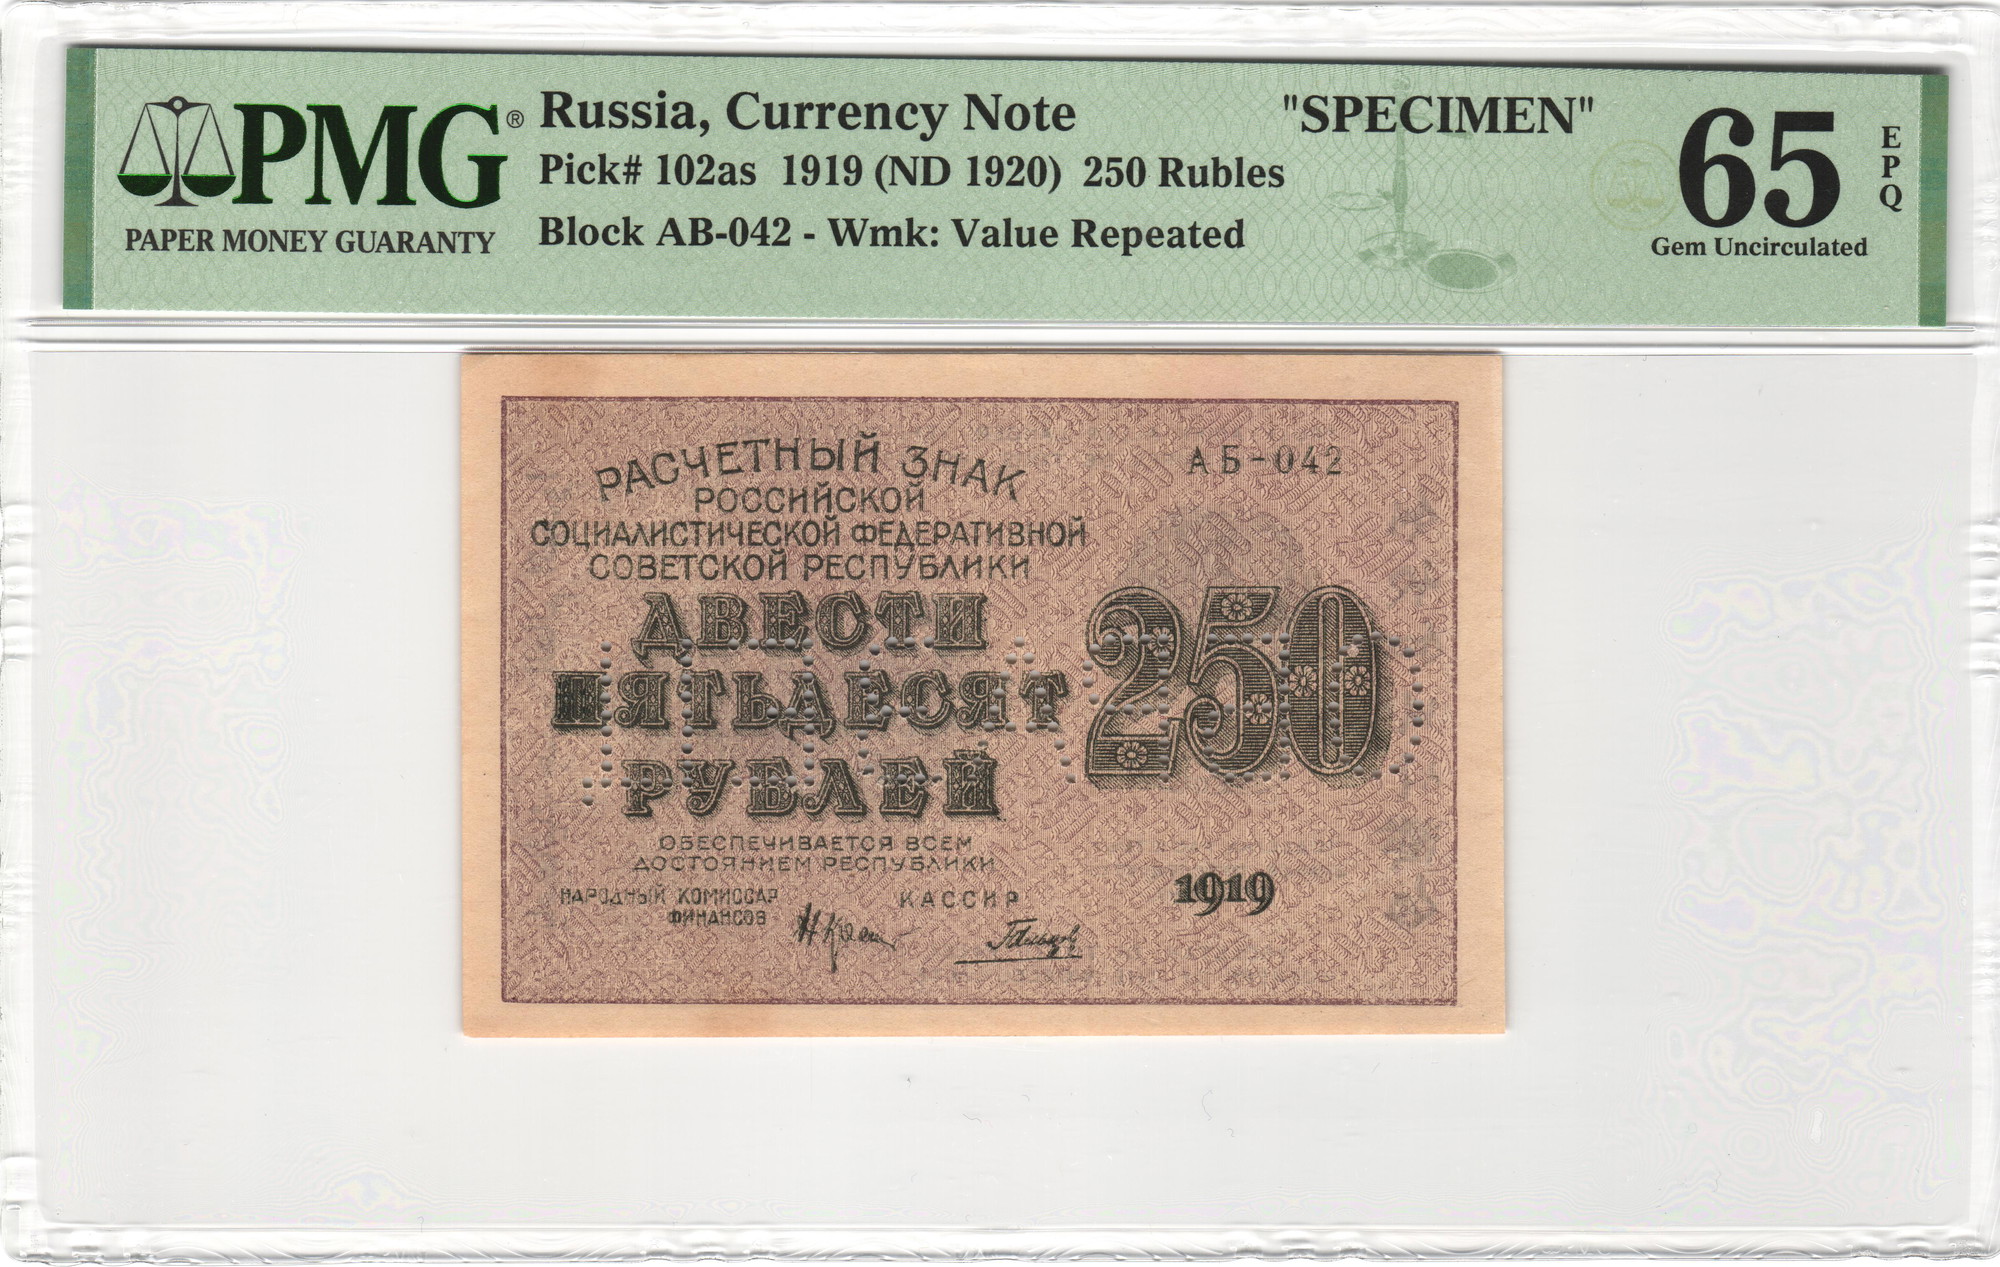 PMG®
PAPER MONEY GUARANTY
Russia, Currency Note "SPECIMEN"
Pick# 102as 1919 (ND 1920) 250 Rubles
Block AB-042 - Wmk: Value Repeated
65
EPQ
Gem Uncirculated
РАСЧЕТНЫЙ ЗНАК
АБ-042
РОССИЙСКОЙ
СОЦИАЛИСТИЧЕСКОЙ ФЕДЕРАТИВНОЙ
СОВЕТСКОЙ РЕСПУБЛИКИ
ДВЕСТИ
ПЯТЬДЕСЯТ
РУБЛЕЙ
250
ОБЕСПЕЧИВАЕТСЯ ВСЕМ
ДОСТОЯНИЕМ РЕСПУБЛИКИ
НАРОДНЫЙ КОМИССАР
ФИНАНСОВ
КАССИР
1919